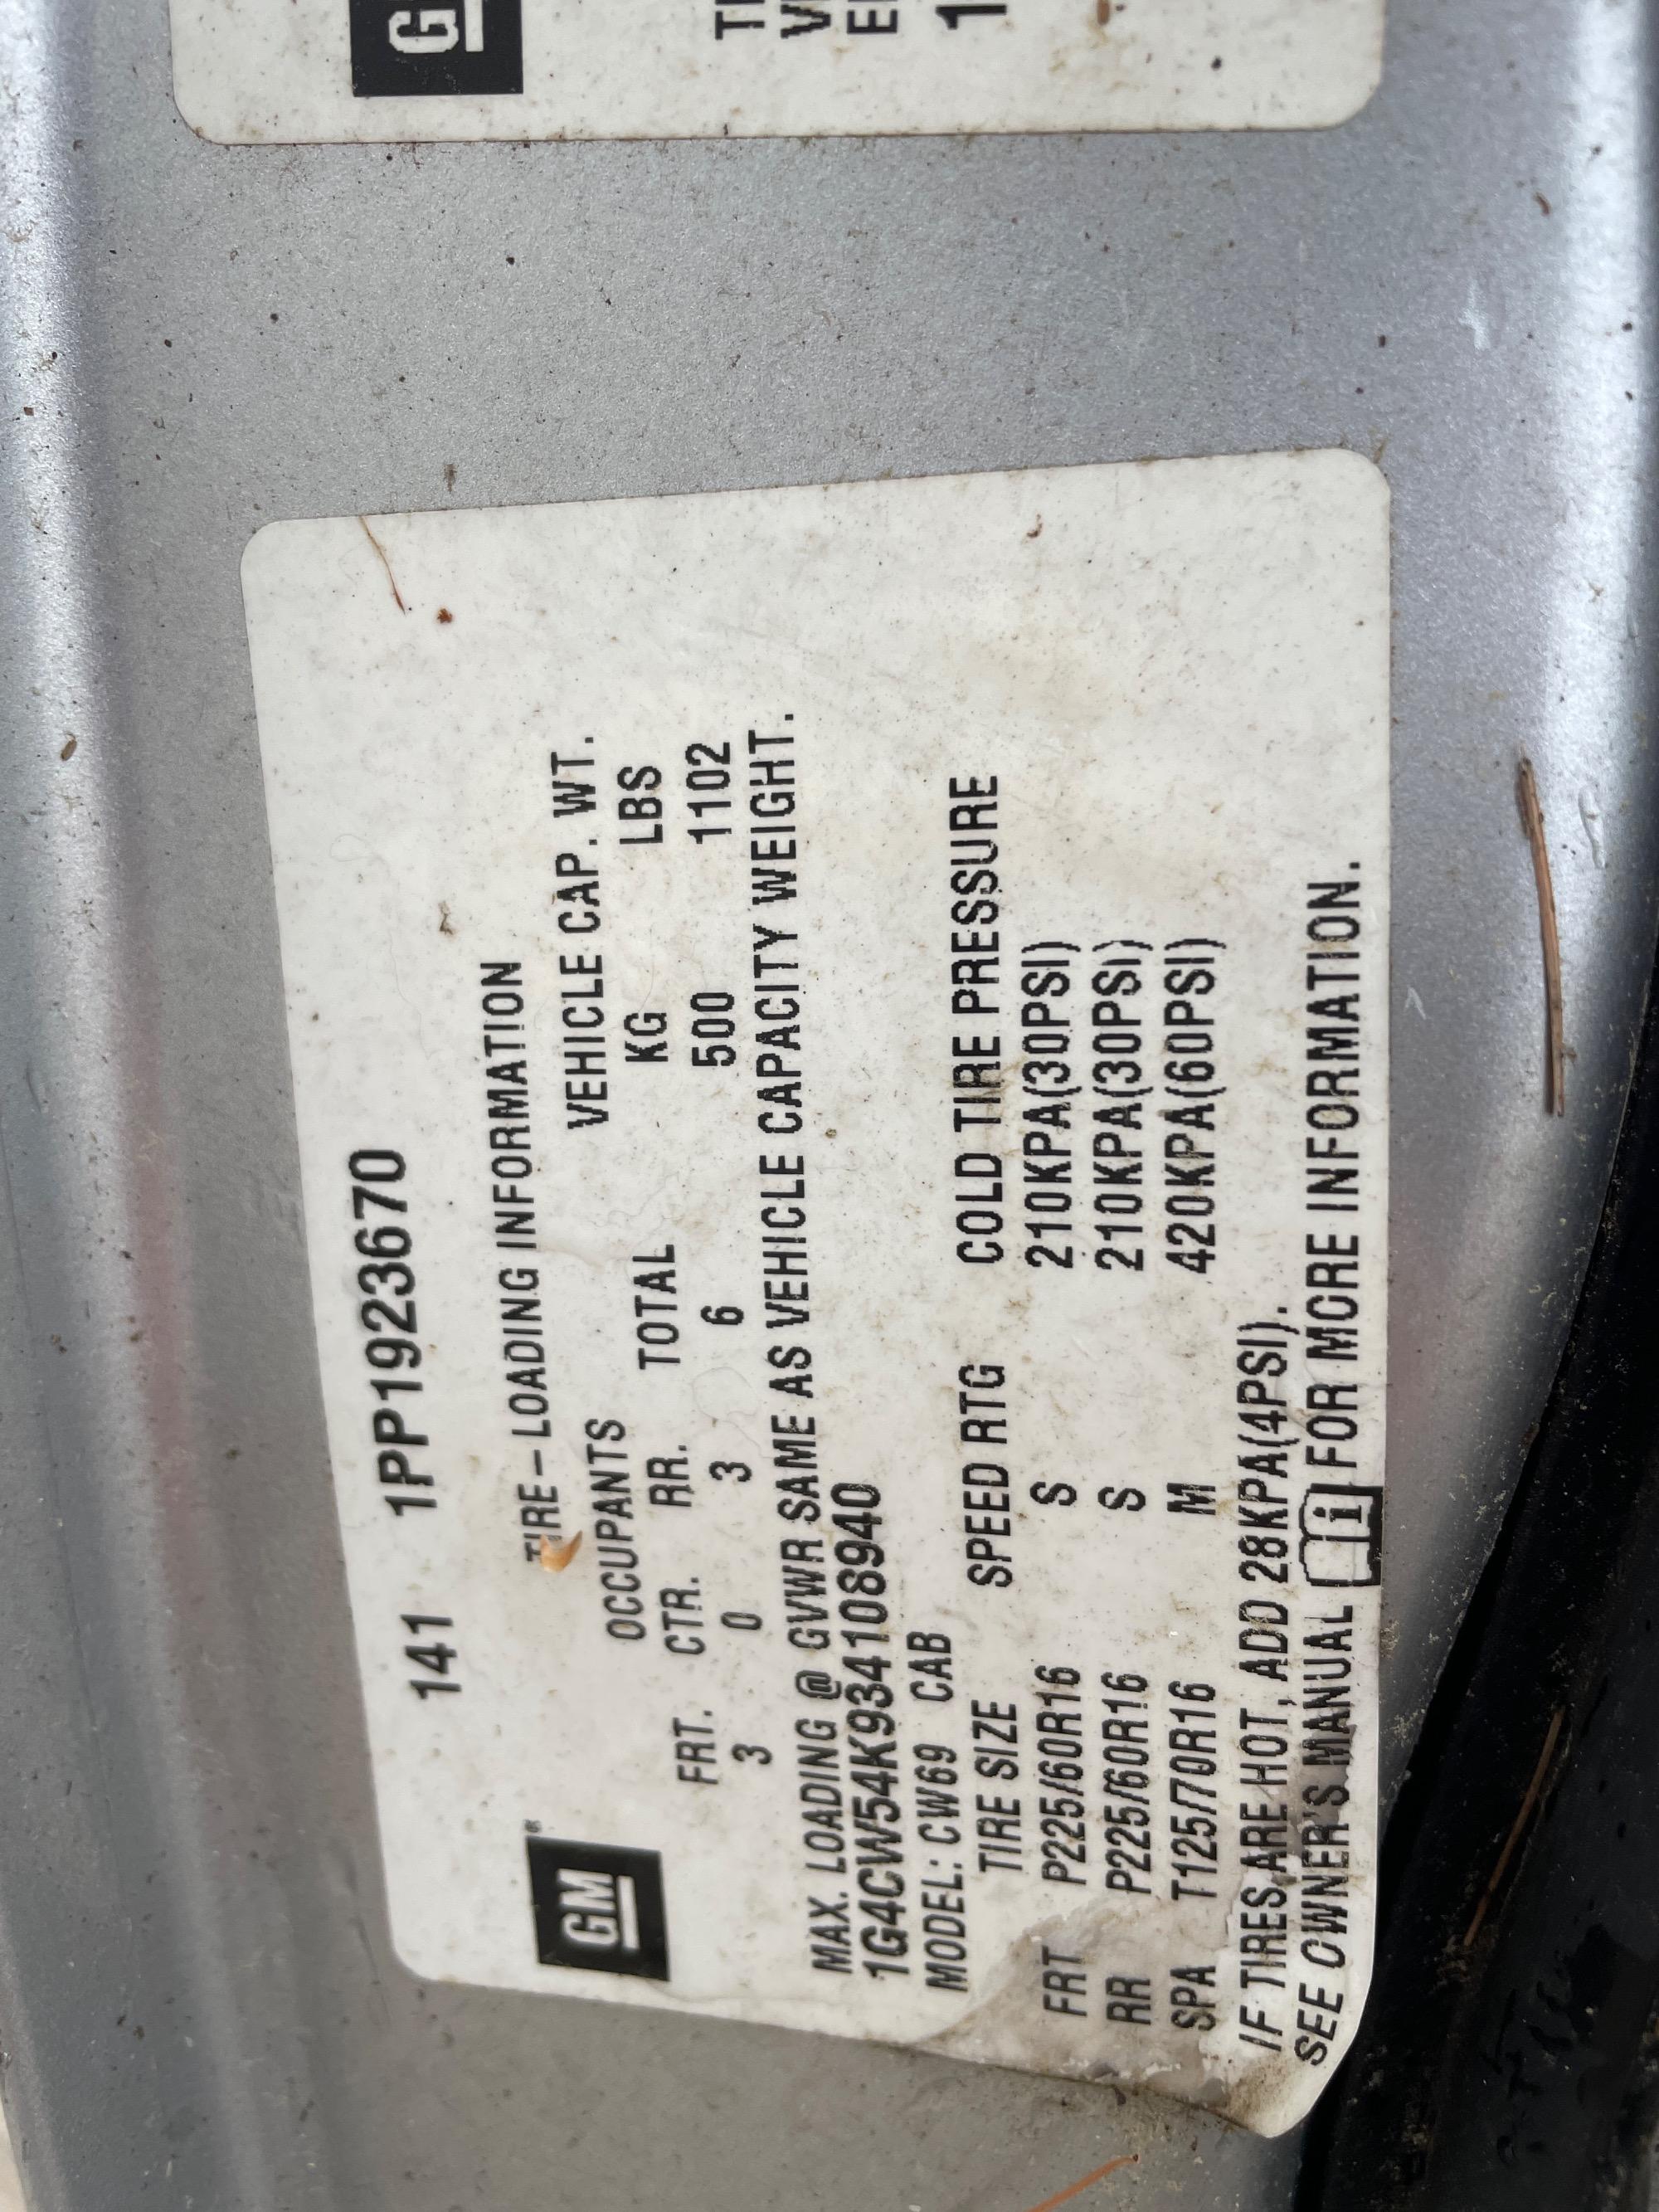 141 1PP1923670
GM
TIRE-LOADING INFORMATION
OCCUPANTS VEHICLE CAP. WT.
FRT. CTR. RR. TOTAL KG LBS
3 0 3 6 500 1102
MAX. LOADING @ GVWR SAME AS VEHICLE CAPACITY WEIGHT.
1G4CW54K934108940
MODEL: CW69 CAB
TIRE SIZE SPEED RTG COLD TIRE PRESSURE
FRT P225/60R16 S 210KPA(30PSI)
RR P225/60R16 S 210KPA(30PSI)
SPA T125/70R16 M 420KPA(60PSI)
IF TIRES ARE HOT, ADD 28KPA(4PSI).
SEE OWNER'S MANUAL i FOR MORE INFORMATION.